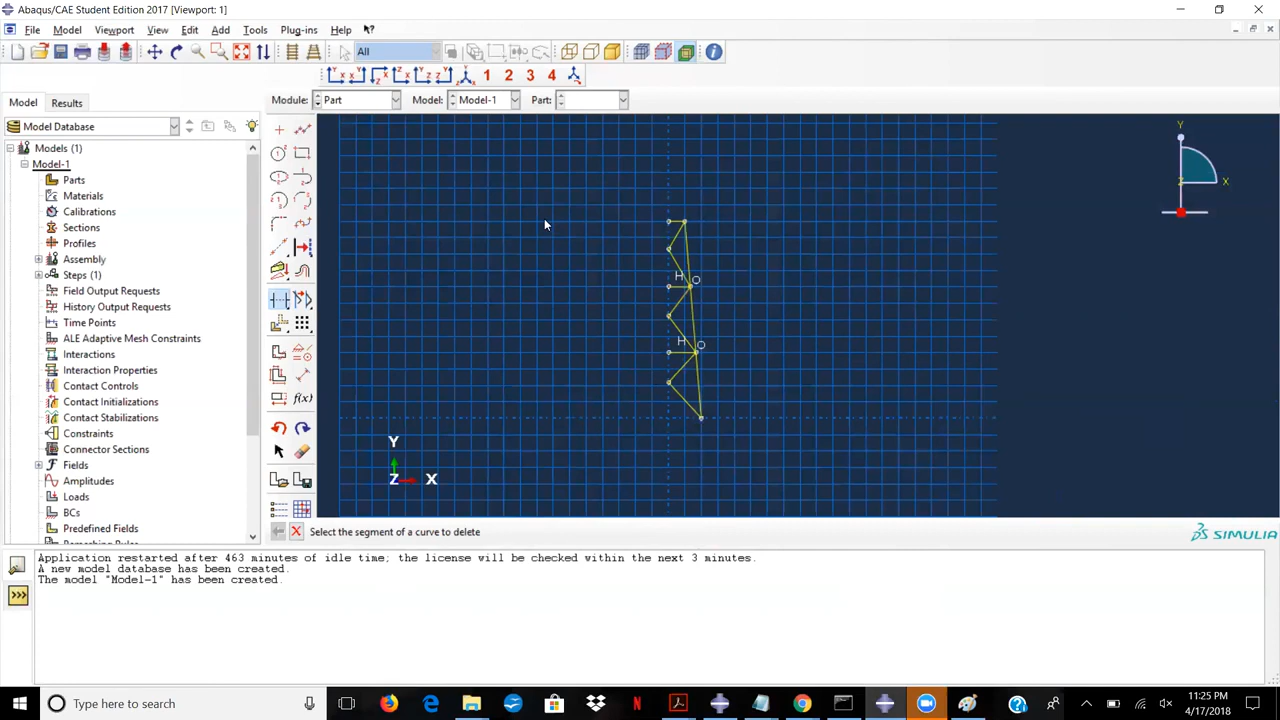 Abaqus/CAE Student Edition 2017 [Viewport: 1]
File Model Viewport View Edit Add Tools Plug-ins Help
All
1 2 3 4
Model Results
Module: Part Model: Model-1 Part:
Model Database
Models (1)
Model-1
Parts
Materials
Calibrations
Sections
Profiles
Assembly
Steps (1)
Field Output Requests
History Output Requests
Time Points
ALE Adaptive Mesh Constraints
Interactions
Interaction Properties
Contact Controls
Contact Initializations
Contact Stabilizations
Constraints
Connector Sections
Fields
Amplitudes
Loads
BCs
Predefined Fields
f(x)
H O
H O
Y
Z X
Y
Z X
Select the segment of a curve to delete
SIMULIA
Application restarted after 463 minutes of idle time; the license will be checked within the next 3 minutes.
A new model database has been created.
The model "Model-1" has been created.
>>>
Type here to search
11:25 PM
4/17/2018